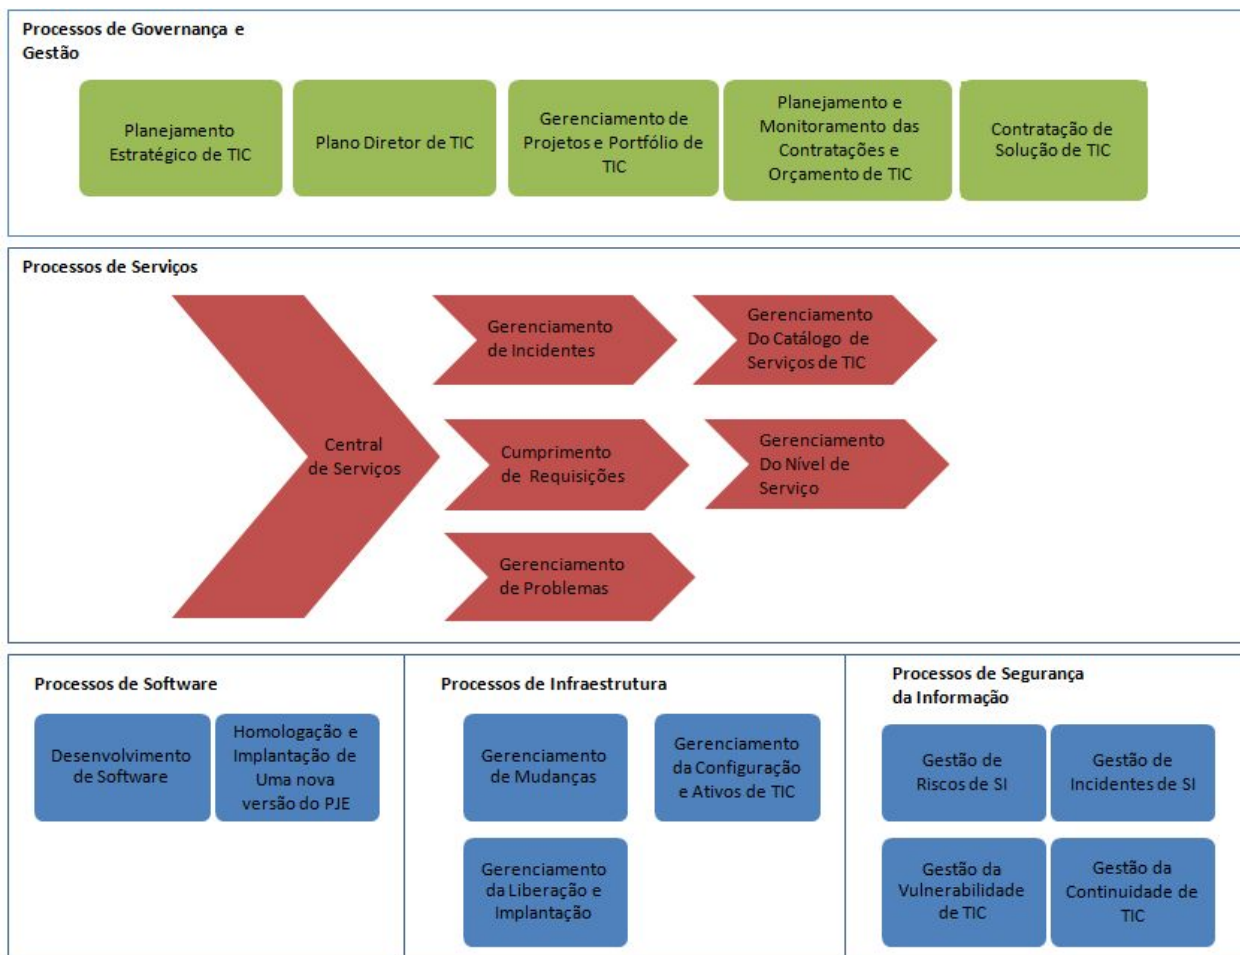 Processos de Governança e
Gestão
Planejamento
Estratégico de TIC
Plano Diretor de TIC
Gerenciamento de
Projetos e Portfólio de
TIC
Planejamento e
Monitoramento das
Contratações e
Orçamento de TIC
Contratação de
Solução de TIC
Processos de Serviços
Central
de Serviços
Gerenciamento
de Incidentes
Gerenciamento
Do Catálogo de
Serviços de TIC
Cumprimento
de Requisições
Gerenciamento
Do Nível de
Serviço
Gerenciamento
de Problemas
Processos de Software
Desenvolvimento
de Software
Homologação e
Implantação de
Uma nova
versão do PJE
Processos de Infraestrutura
Gerenciamento
de Mudanças
Gerenciamento
da Configuração
e Ativos de TIC
Gerenciamento
da Liberação e
Implantação
Processos de Segurança
da Informação
Gestão de
Riscos de SI
Gestão de
Incidentes de SI
Gestão da
Vulnerabilidade
de TIC
Gestão da
Continuidade de
TIC